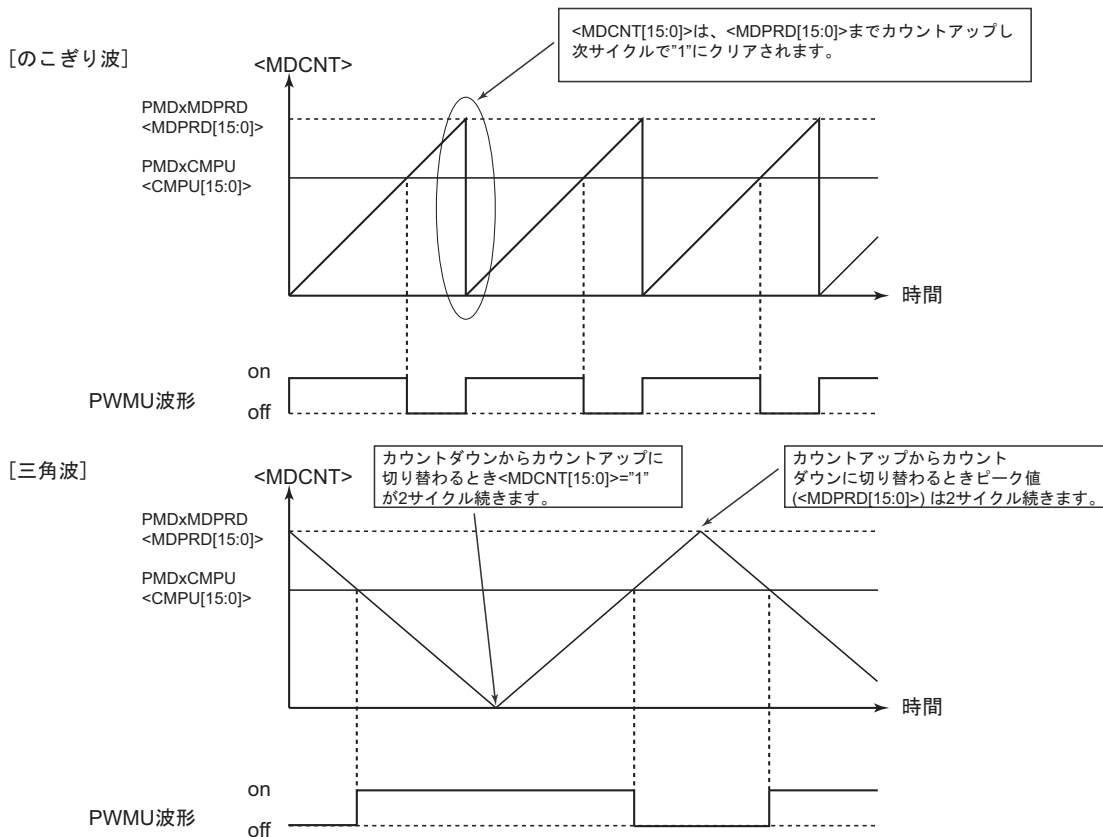 <MDCNT[15:0]>は、<MDPRD[15:0]>までカウントアップし
次サイクルで"1"にクリアされます。
[のこぎり波]
<MDCNT>
PMDxMDPRD
<MDPRD[15:0]>
PMDxCMPU
<CMPU[15:0]>
時間
on
PWMU波形
off
[三角波]
<MDCNT>
カウントダウンからカウントアップに
切り替わるとき<MDCNT[15:0]>="1"
が2サイクル続きます。
カウントアップからカウント
ダウンに切り替わるときピーク値
(<MDPRD[15:0]>) は2サイクル続きます。
PMDxMDPRD
<MDPRD[15:0]>
PMDxCMPU
<CMPU[15:0]>
時間
on
PWMU波形
off